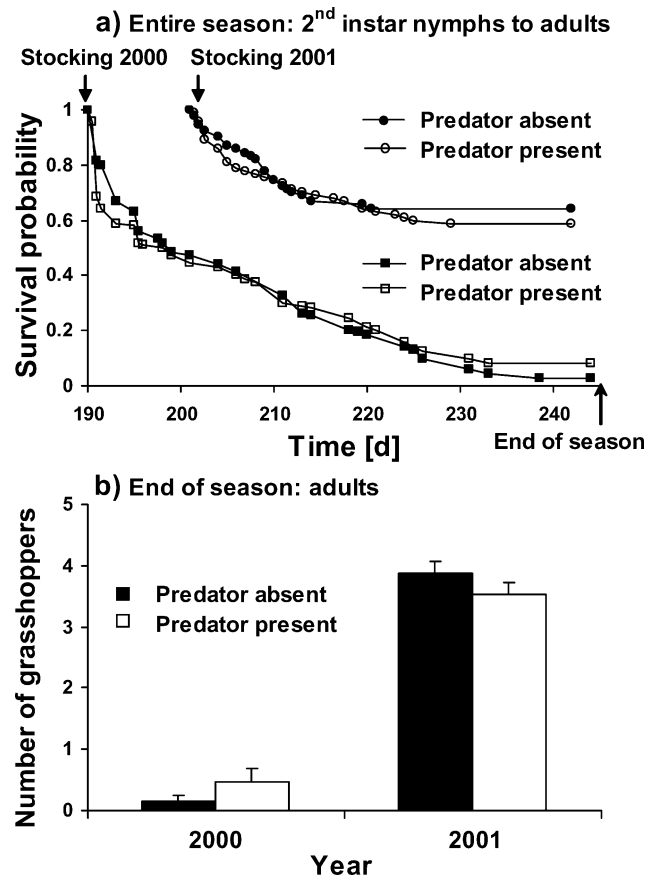 a) Entire season: 2nd instar nymphs to adults
Stocking 2000 Stocking 2001
1
0.8
0.6
0.4
0.2
0
Survival probability
Predator absent
Predator present
Predator absent
Predator present
190 200 210 220 230 240
Time [d]
End of season
b) End of season: adults
5
4
3
2
1
0
Number of grasshoppers
Predator absent
Predator present
2000 2001
Year